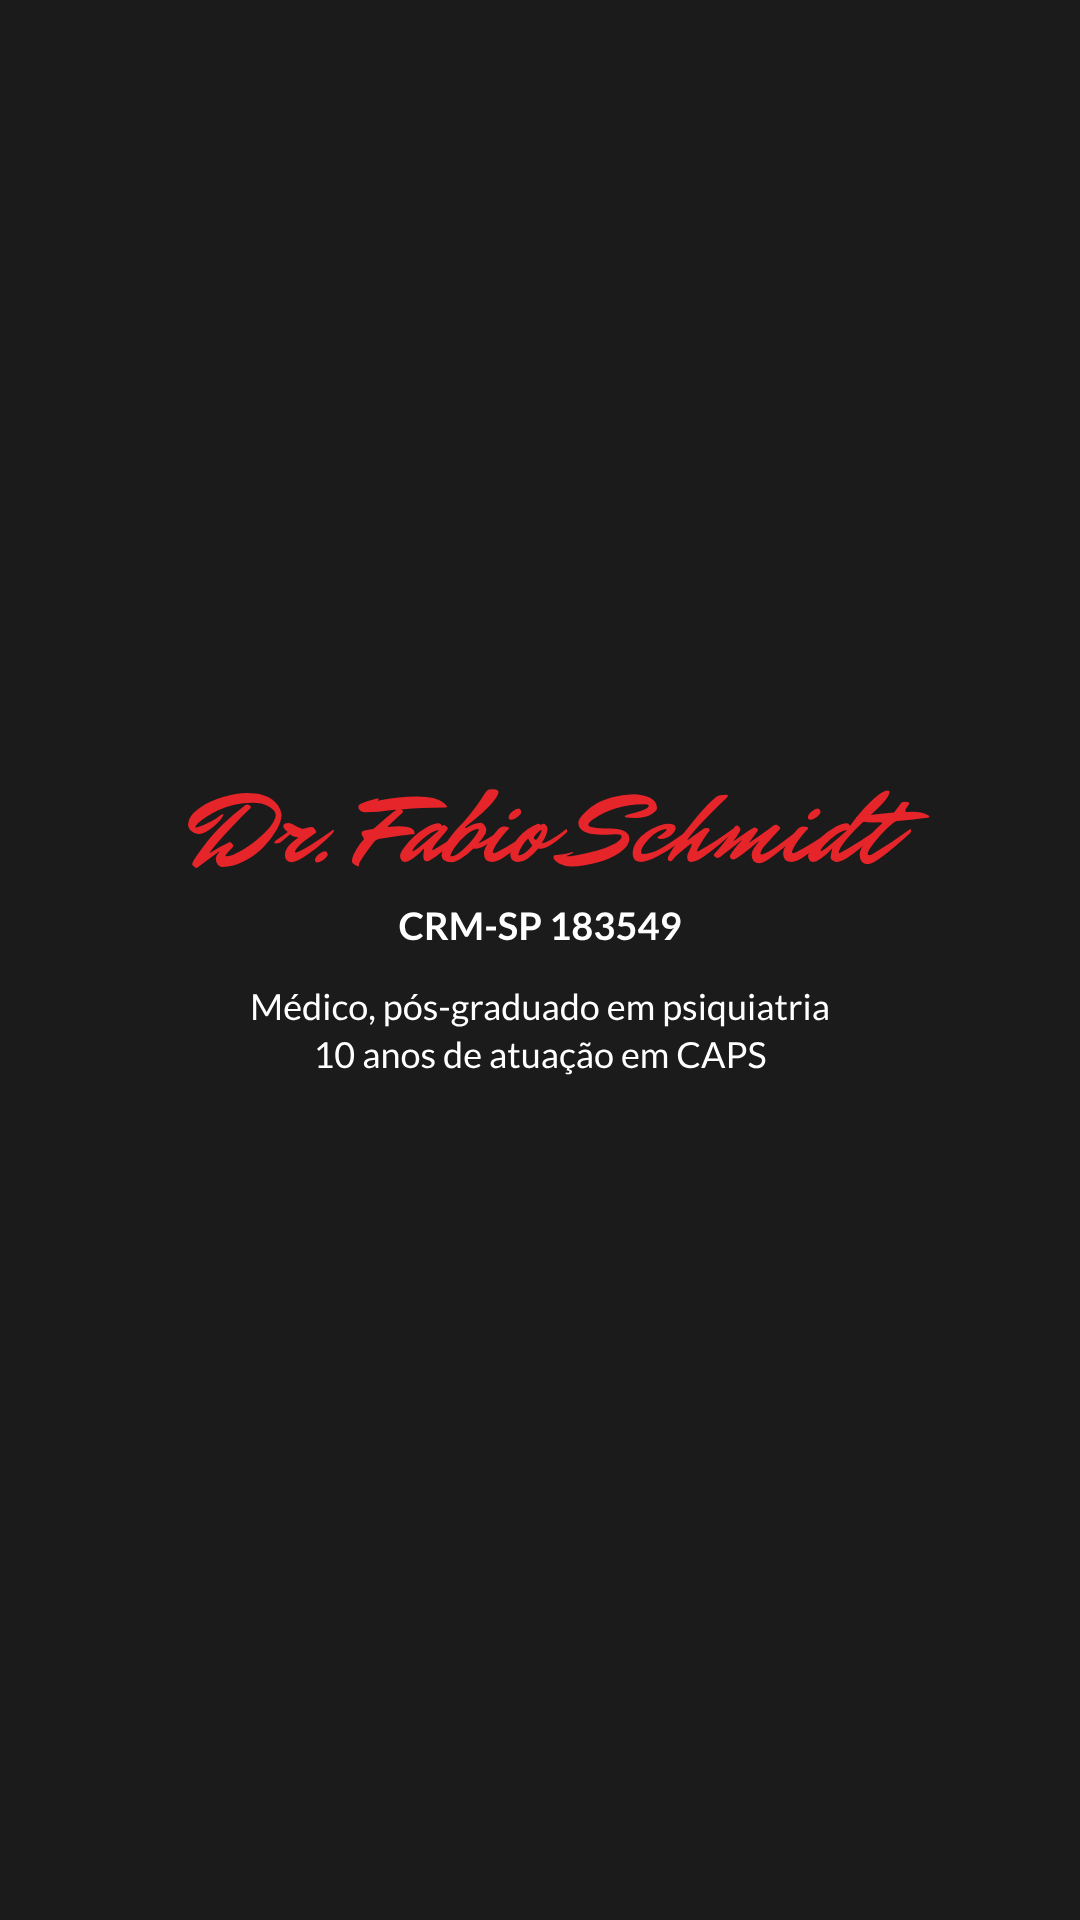 Dr. Fabio Schmidt
CRM-SP 183549
Médico, pós-graduado em psiquiatria
10 anos de atuação em CAPS